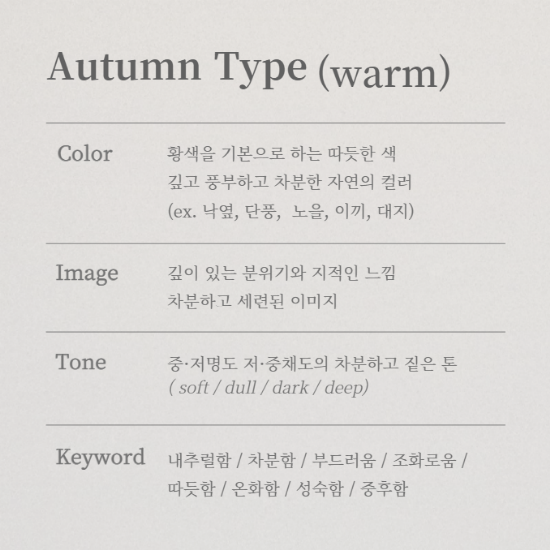 Autumn Type (warm)
Color
황색을 기본으로 하는 따듯한 색
깊고 풍부하고 차분한 자연의 컬러
(ex. 낙옆, 단풍, 노을, 이끼, 대지)
Image
깊이 있는 분위기와 지적인 느낌
차분하고 세련된 이미지
Tone
중·저명도 저·중채도의 차분하고 짙은 톤
( soft / dull / dark / deep)
Keyword
내추럴함 / 차분함 / 부드러움 / 조화로움 /
따듯함 / 온화함 / 성숙함 / 중후함